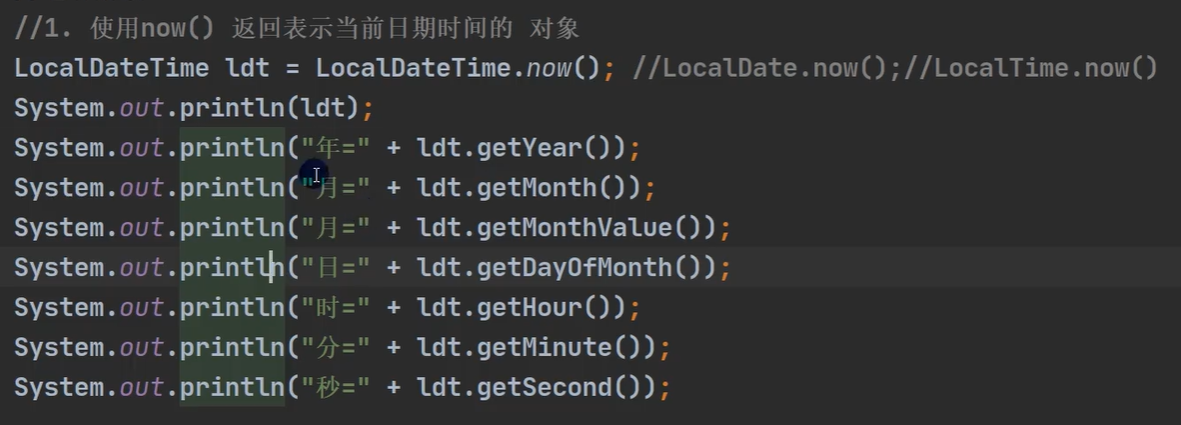 //1. 使用now() 返回表示当前日期时间的 对象
LocalDateTime ldt = LocalDateTime.now(); //LocalDate.now();//LocalTime.now()
System.out.println(ldt);
System.out.println("年=" + ldt.getYear());
System.out.println("月=" + ldt.getMonth());
System.out.println("月=" + ldt.getMonthValue());
System.out.println("日=" + ldt.getDayOfMonth());
System.out.println("时=" + ldt.getHour());
System.out.println("分=" + ldt.getMinute());
System.out.println("秒=" + ldt.getSecond());